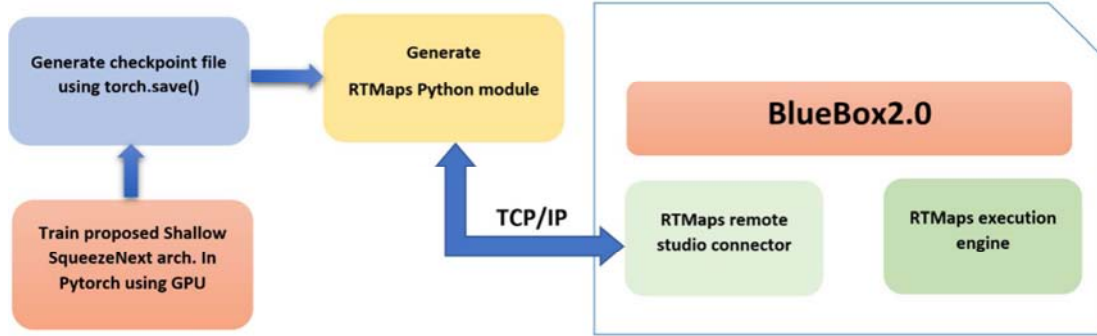 Generate checkpoint file
using torch.save()
Generate
RTMaps Python module
BlueBox2.0
Train proposed Shallow
SqueezeNext arch. In
Pytorch using GPU
TCP/IP
RTMaps remote
studio connector
RTMaps execution
engine